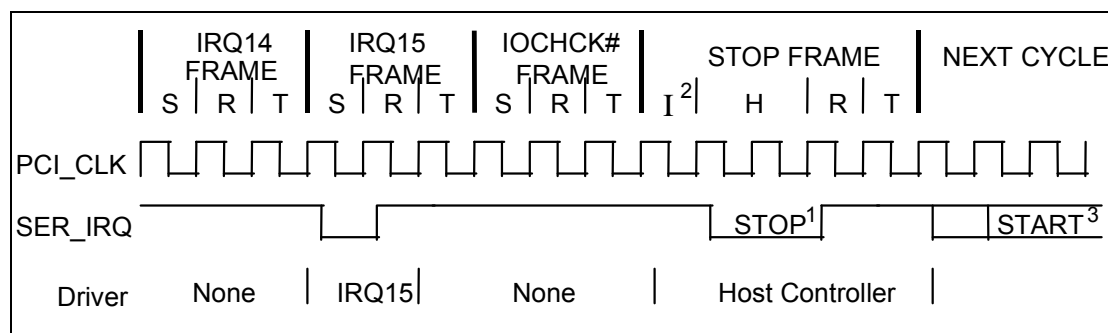 IRQ14 FRAME
IRQ15 FRAME
IOCHCK# FRAME
STOP FRAME
NEXT CYCLE
S R T S R T S R T I² H R T
PCI_CLK
SER_IRQ STOP¹ START³
Driver None IRQ15 None Host Controller